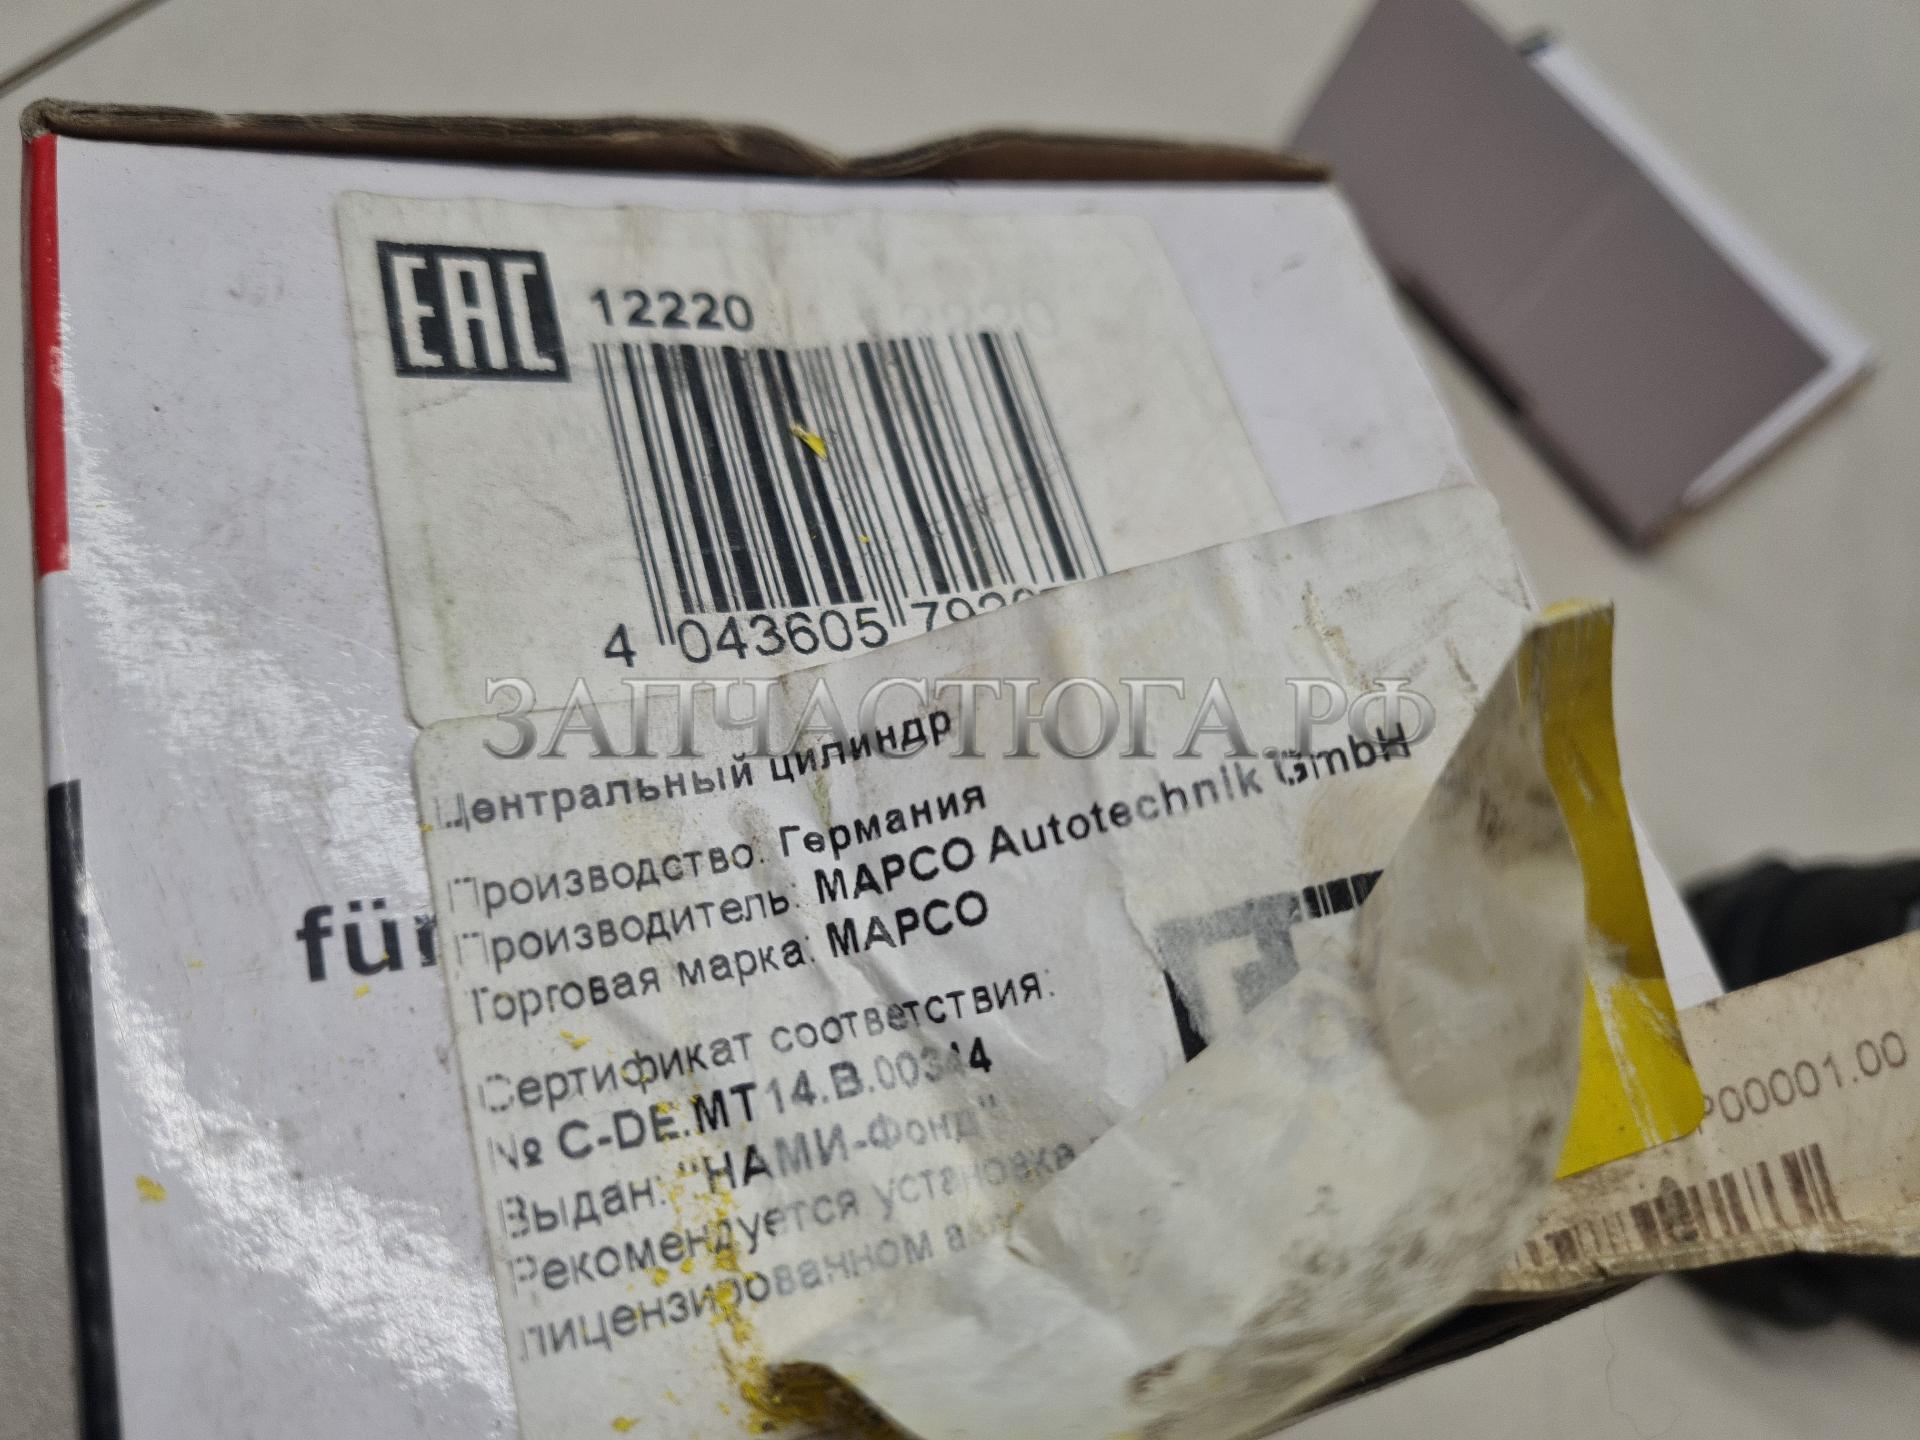 EAC
12220
4 043605
ЗАПЧАСТЮГА.РФ
Центральный цилиндр
Производство: Германия
Производитель: MAPCO Autotechnik GmbH
Торговая марка: MAPCO
für
Сертификат соответствия:
№ C-DE.MT14.B.00344
Выдан: "НАМИ-Фонд"
Рекомендуется установка
лицензированном
P00001.00